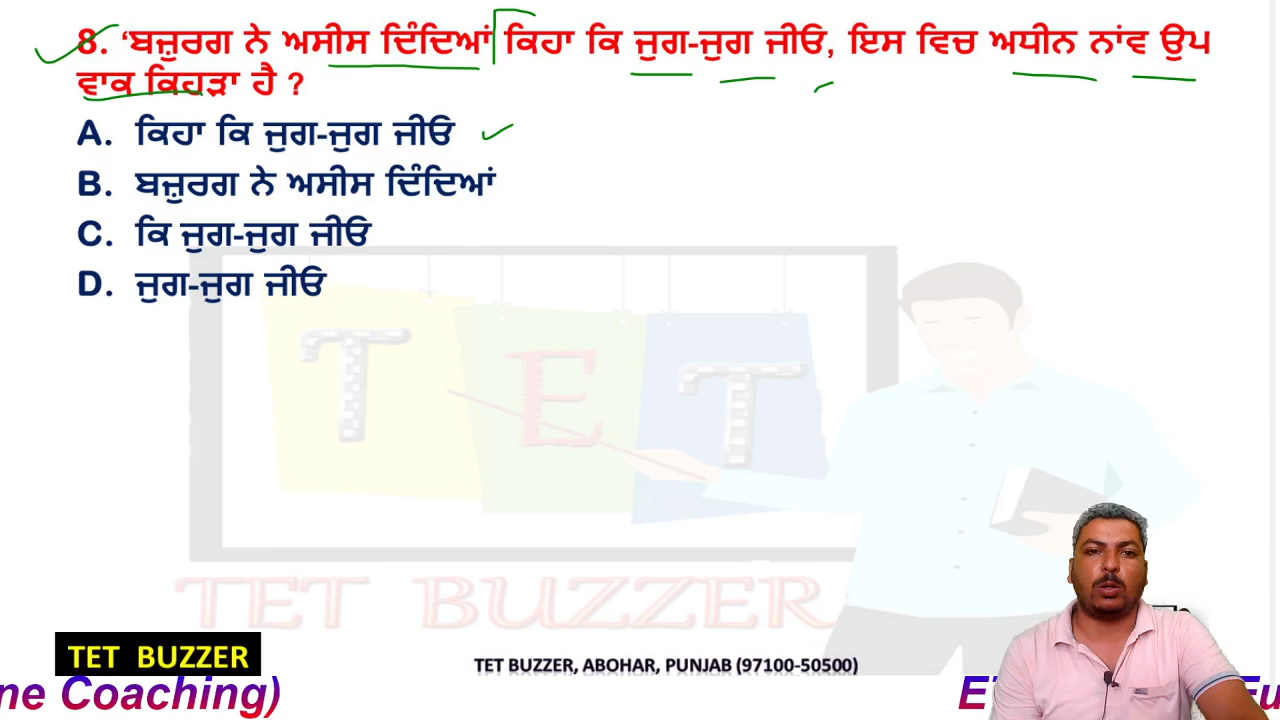 8. ‘ਬਜ਼ੁਰਗ ਨੇ ਅਸੀਸ ਦਿੰਦਿਆਂ ਕਿਹਾ ਕਿ ਜੁਗ-ਜੁਗ ਜੀਓ, ਇਸ ਵਿਚ ਅਧੀਨ ਨਾਂਵ ਉਪ
ਵਾਕ ਕਿਹੜਾ ਹੈ ?
A. ਕਿਹਾ ਕਿ ਜੁਗ-ਜੁਗ ਜੀਓ
B. ਬਜ਼ੁਰਗ ਨੇ ਅਸੀਸ ਦਿੰਦਿਆਂ
C. ਕਿ ਜੁਗ-ਜੁਗ ਜੀਓ
D. ਜੁਗ-ਜੁਗ ਜੀਓ
T E T
TET BUZZER
TET BUZZER
TET BUZZER, ABOHAR, PUNJAB (97100-50500)
ne Coaching)